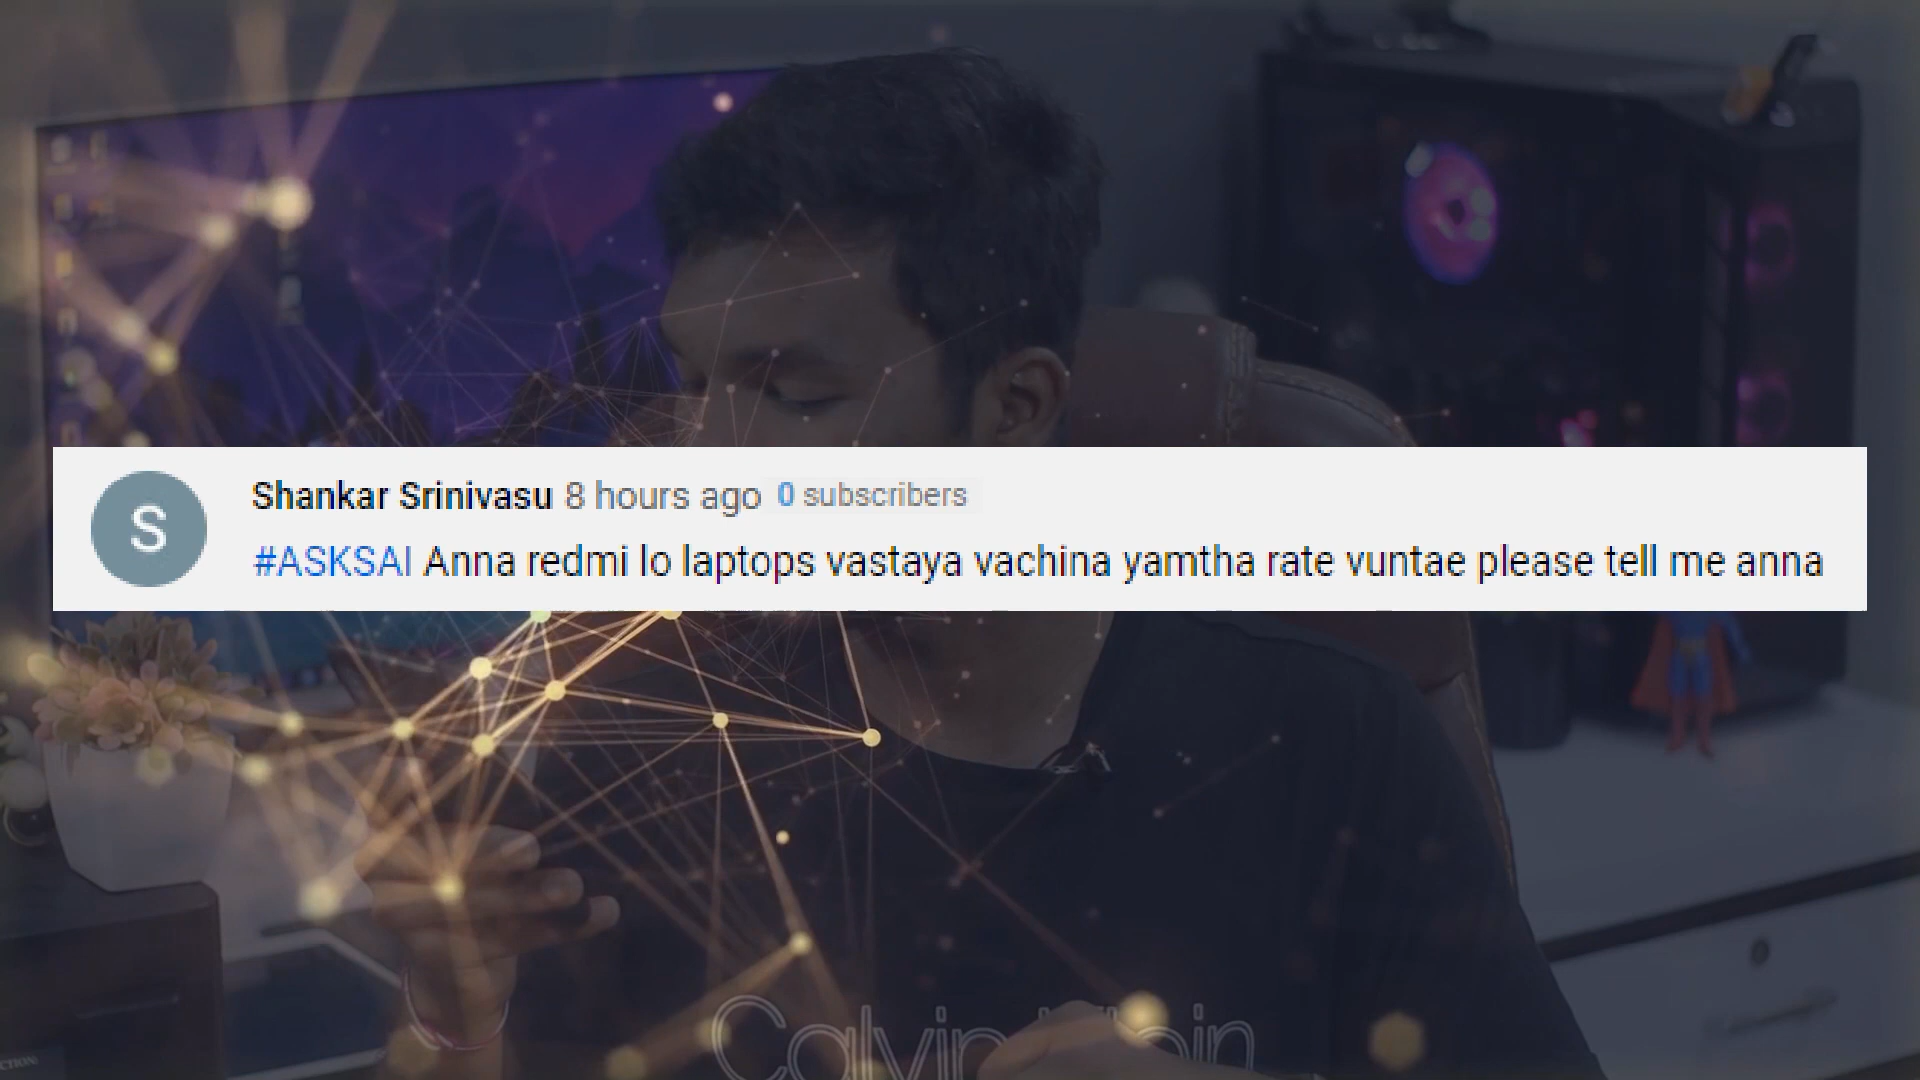 Shankar Srinivasu 8 hours ago 0 subscribers
S
#ASKSAI Anna redmi lo laptops vastaya vachina yamtha rate vuntae please tell me anna
Calvin